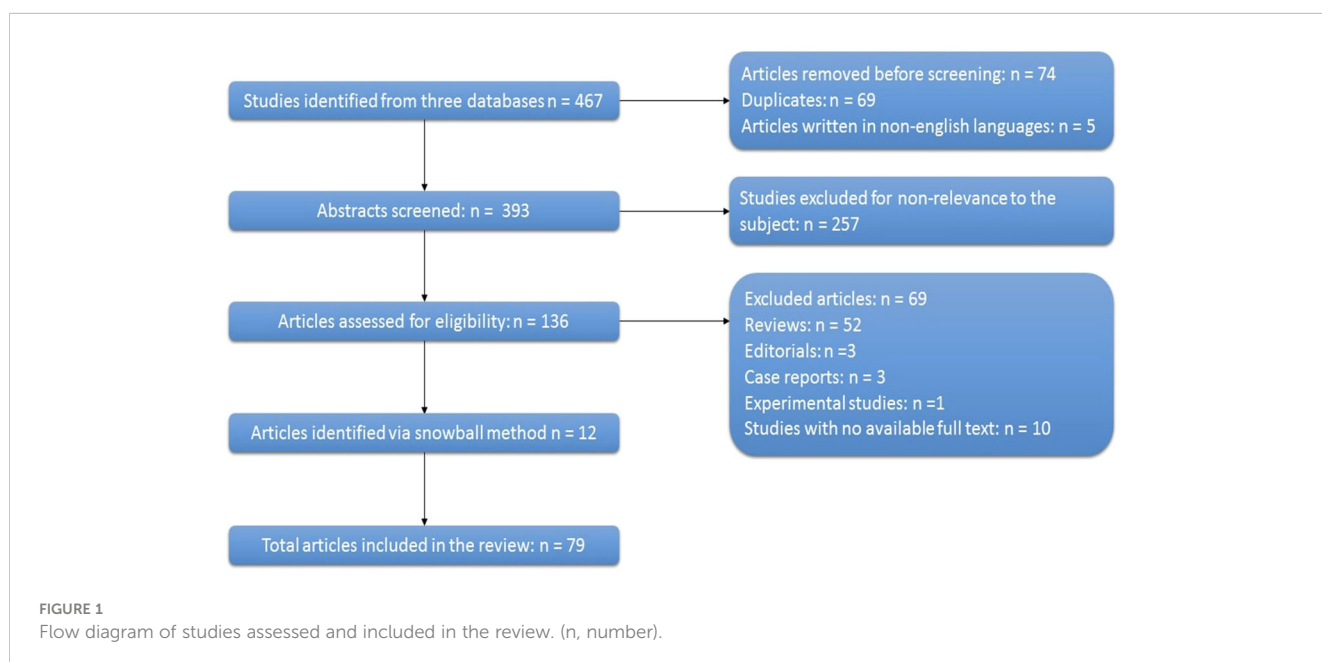 Studies identified from three databases n = 467
Articles removed before screening: n = 74
Duplicates: n = 69
Articles written in non-english languages: n = 5
Abstracts screened: n = 393
Studies excluded for non-relevance to the
subject: n = 257
Articles assessed for eligibility: n = 136
Excluded articles: n = 69
Reviews: n = 52
Editorials: n =3
Case reports: n = 3
Experimental studies: n =1
Studies with no available full text: n = 10
Articles identified via snowball method n = 12
Total articles included in the review: n = 79
FIGURE 1
Flow diagram of studies assessed and included in the review. (n, number).